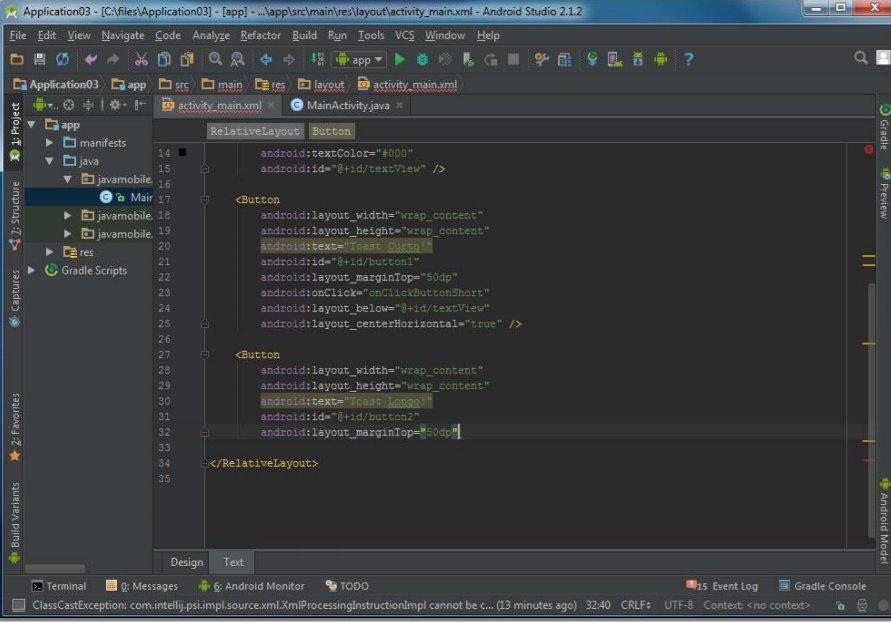 Application03 - [C:\files\Application03] - [app] - ...\app\src\main\res\layout\activity_main.xml - Android Studio 2.1.2
File Edit View Navigate Code Analyze Refactor Build Run Tools VCS Window Help
app
Application03 app src main res layout activity_main.xml
1: Project
activity_main.xml
MainActivity.java
Gradle
app
RelativeLayout Button
manifests
14 android:textColor="#000"
java
15 android:id="@+id/textView" />
javamobile.
16
Main
17 <Button
7: Structure
javamobile.
18 android:layout_width="wrap_content"
Preview
javamobile.
19 android:layout_height="wrap_content"
res
20 android:text="Toast Curto!"
Gradle Scripts
21 android:id="@+id/button1"
Captures
22 android:layout_marginTop="50dp"
23 android:onClick="onClickButtonShort"
24 android:layout_below="@+id/textView"
25 android:layout_centerHorizontal="true" />
26
27 <Button
28 android:layout_width="wrap_content"
29 android:layout_height="wrap_content"
30 android:text="Toast Longo!"
2: Favorites
31 android:id="@+id/button2"
32 android:layout_marginTop="50dp"
33
34 </RelativeLayout>
35
Build Variants
Android Model
Design Text
Terminal 0: Messages 6: Android Monitor TODO 15 Event Log Gradle Console
ClassCastException: com.intellij.psi.impl.source.xml.XmlProcessingInstructionImpl cannot be c... (13 minutes ago) 32:40 CRLF UTF-8 Context: <no context>